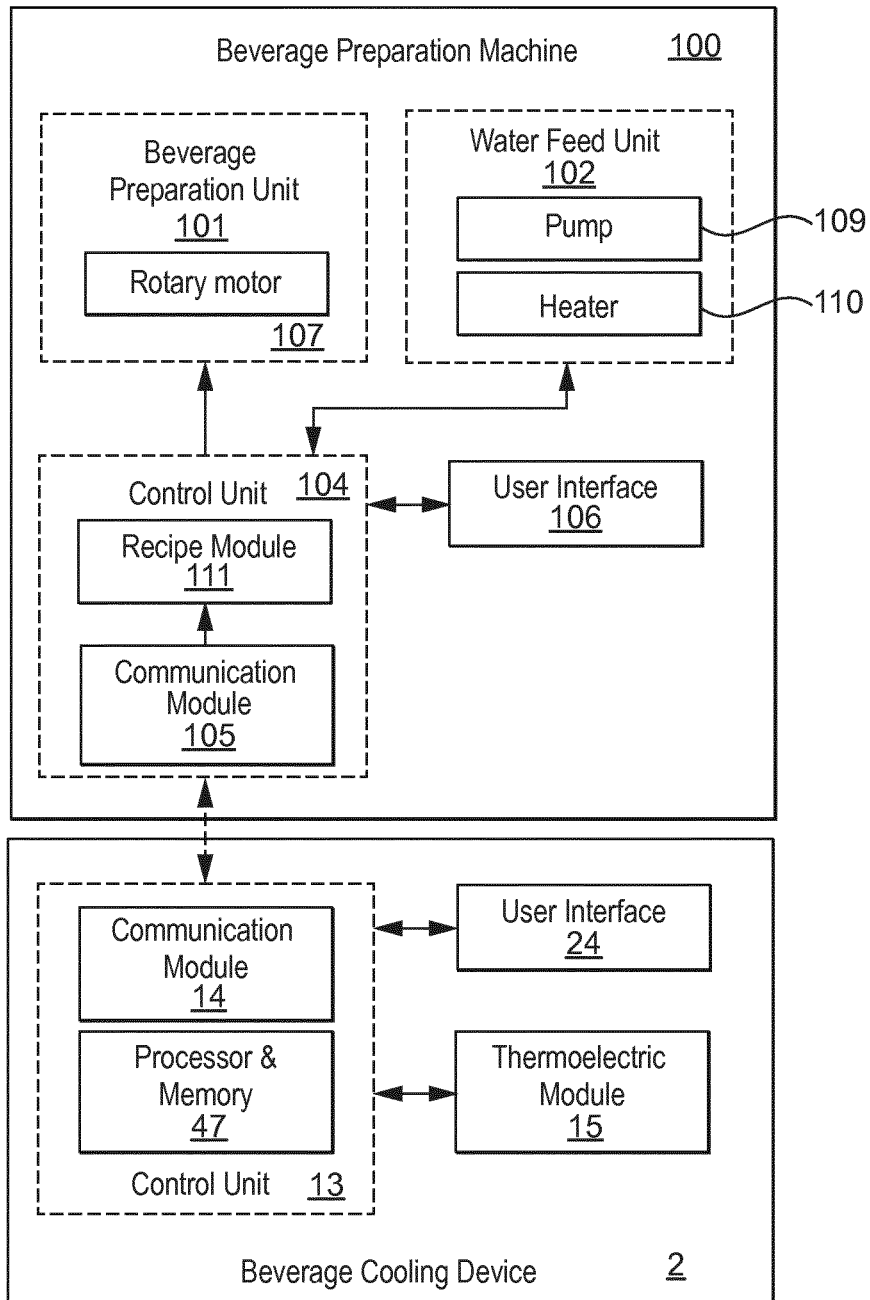 Beverage Preparation Machine 100
Beverage
Preparation Unit
101
Rotary motor
107
Water Feed Unit
102
Pump
109
Heater
110
Control Unit 104
Recipe Module
111
Communication
Module
105
User Interface
106
Communication
Module
14
Processor &
Memory
47
Control Unit 13
User Interface
24
Thermoelectric
Module
15
Beverage Cooling Device 2